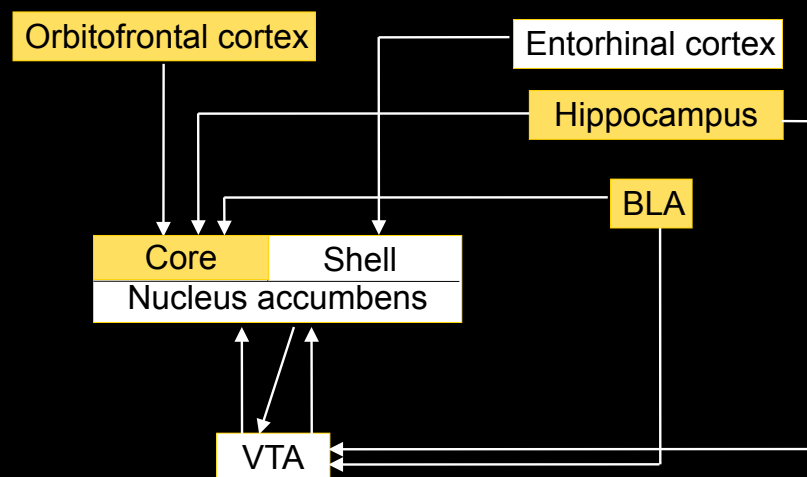 Orbitofrontal cortex
Entorhinal cortex
Hippocampus
BLA
Core
Shell
Nucleus accumbens
VTA